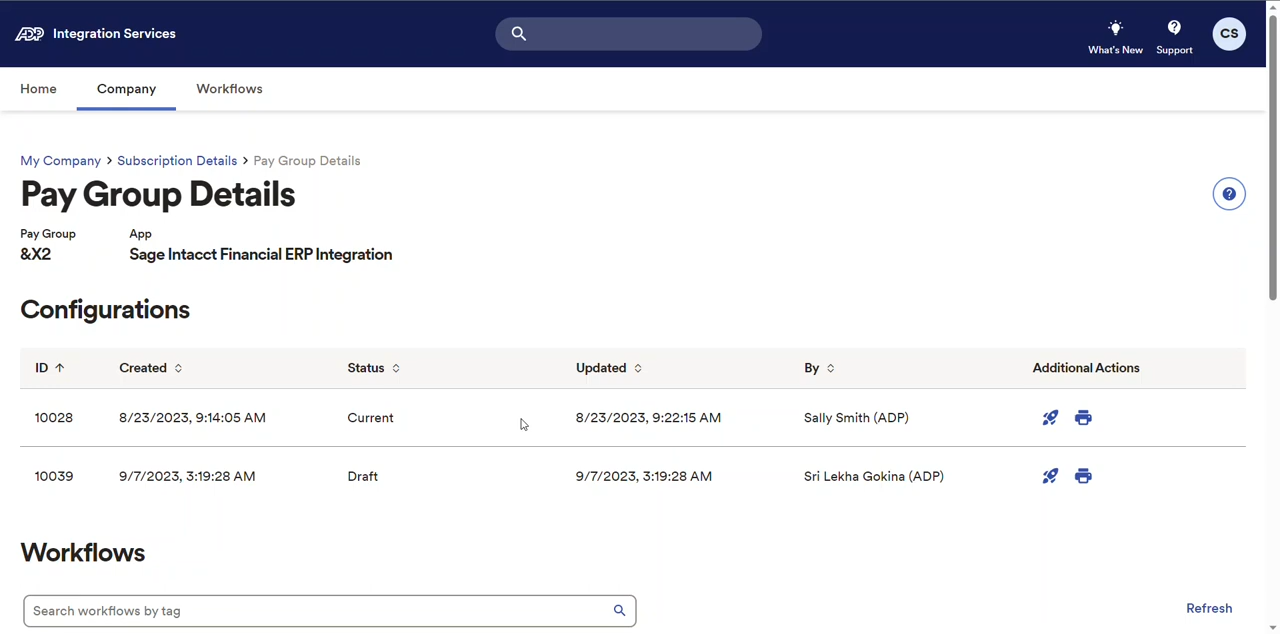 ADP Integration Services
What's New
Support
CS
Home Company Workflows
My Company > Subscription Details > Pay Group Details
Pay Group Details
Pay Group App
&X2 Sage Intacct Financial ERP Integration
Configurations
ID Created Status Updated By Additional Actions
10028 8/23/2023, 9:14:05 AM Current 8/23/2023, 9:22:15 AM Sally Smith (ADP)
10039 9/7/2023, 3:19:28 AM Draft 9/7/2023, 3:19:28 AM Sri Lekha Gokina (ADP)
Workflows
Search workflows by tag
Refresh